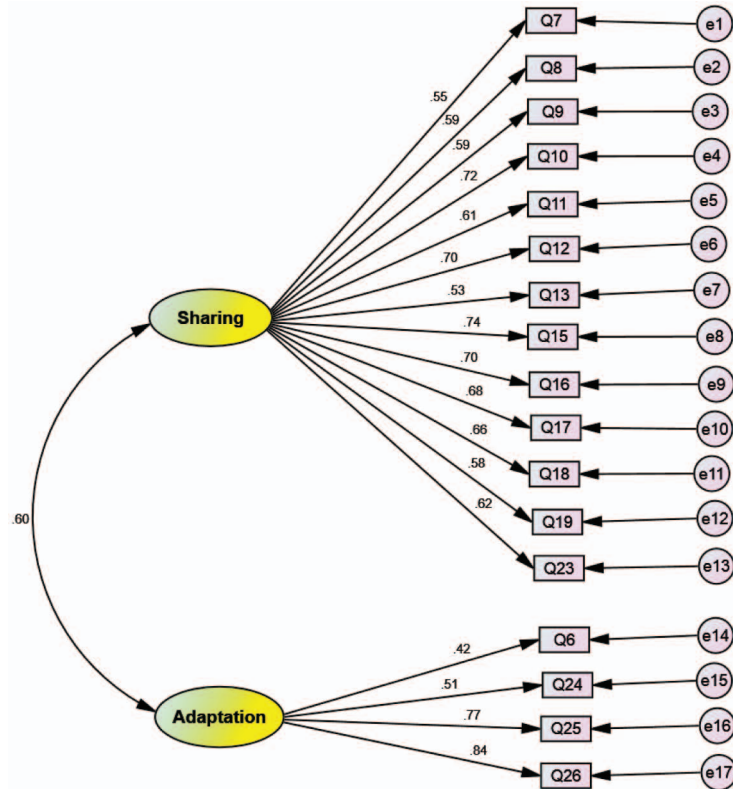 Q7 e1
Q8 e2
.55
Q9 e3
.59
.59
Q10 e4
.72
Q11 e5
.61
Q12 e6
.70
Q13 e7
.53
Sharing
.74
Q15 e8
.70
Q16 e9
.68
Q17 e10
.66
Q18 e11
.58
Q19 e12
.62
.60
Q23 e13
Q6 e14
.42
.51
Q24 e15
Adaptation
.77
Q25 e16
.84
Q26 e17